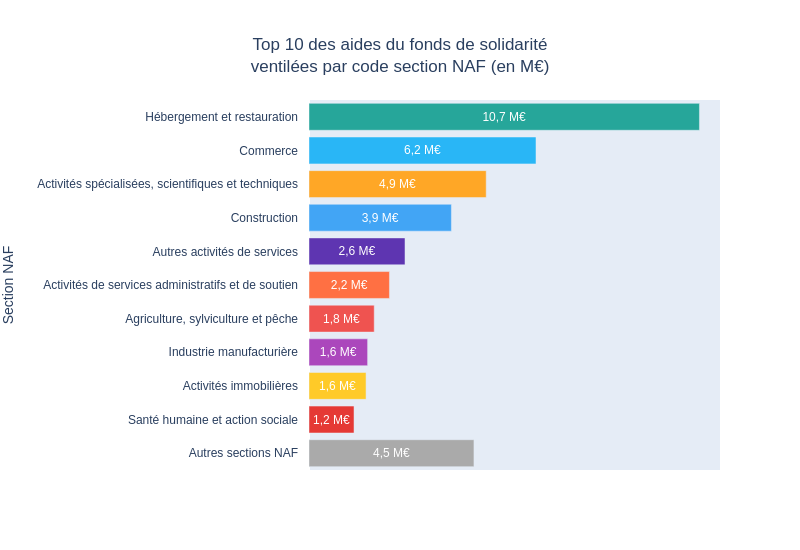 Top 10 des aides du fonds de solidarité
ventilées par code section NAF (en M€)
Section NAF
Hébergement et restauration 10,7 M€
Commerce 6,2 M€
Activités spécialisées, scientifiques et techniques 4,9 M€
Construction 3,9 M€
Autres activités de services 2,6 M€
Activités de services administratifs et de soutien 2,2 M€
Agriculture, sylviculture et pêche 1,8 M€
Industrie manufacturière 1,6 M€
Activités immobilières 1,6 M€
Santé humaine et action sociale 1,2 M€
Autres sections NAF 4,5 M€